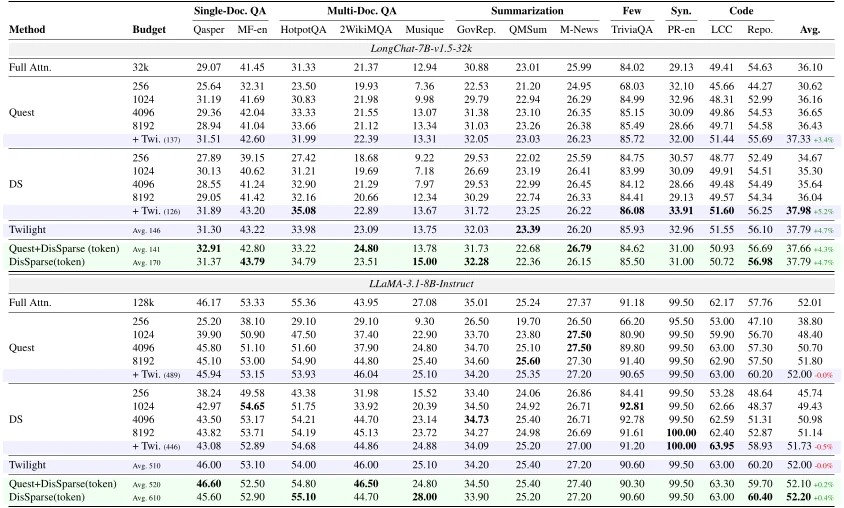 Single-Doc. QA Multi-Doc. QA Summarization Few Syn. Code
Method Budget Qasper MF-en HotpotQA 2WikiMQA Musique GovRep. QMSum M-News TriviaQA PR-en LCC Repo. Avg.
LongChat-7B-v1.5-32k
Full Attn. 32k 29.07 41.45 31.33 21.37 12.94 30.88 23.01 25.99 84.02 29.13 49.41 54.63 36.10
256 25.64 32.31 23.50 19.93 7.36 22.53 21.20 24.95 68.03 32.10 45.66 44.27 30.62
1024 31.19 41.69 30.83 21.98 9.98 29.79 22.94 26.29 84.99 32.96 48.31 52.99 36.16
Quest 4096 29.36 42.04 33.33 21.55 13.07 31.38 23.10 26.35 85.15 30.09 49.86 54.53 36.65
8192 28.94 41.04 33.66 21.12 13.34 31.03 23.26 26.38 85.49 28.66 49.71 54.58 36.43
+ Twi. (137) 31.51 42.60 31.99 22.39 13.31 32.05 23.03 26.23 85.72 32.00 51.44 55.69 37.33 +3.4%
256 27.89 39.15 27.42 18.68 9.22 29.53 22.02 25.59 84.75 30.57 48.77 52.49 34.67
1024 30.13 40.62 31.21 19.69 7.18 26.69 23.19 26.41 83.99 30.09 49.91 54.51 35.30
DS 4096 28.55 41.24 32.90 21.29 7.97 29.53 22.99 26.45 84.12 28.66 49.48 54.49 35.64
8192 29.05 41.42 32.16 20.66 12.34 30.29 22.74 26.33 84.41 29.13 49.57 54.34 36.04
+ Twi. (126) 31.89 43.20 35.08 22.89 13.67 31.72 23.25 26.22 86.08 33.91 51.60 56.25 37.98 +5.2%
Twilight Avg. 146 31.30 43.22 33.98 23.09 13.75 32.03 23.39 26.20 85.93 32.96 51.55 56.10 37.79 +4.7%
Quest+DisSparse (token) Avg. 141 32.91 42.80 33.22 24.80 13.78 31.73 22.68 26.79 84.62 31.00 50.93 56.69 37.66 +4.3%
DisSparse(token) Avg. 170 31.37 43.79 34.79 23.51 15.00 32.28 22.36 26.15 85.50 31.00 50.72 56.98 37.79 +4.7%
LLaMA-3.1-8B-Instruct
Full Attn. 128k 46.17 53.33 55.36 43.95 27.08 35.01 25.24 27.37 91.18 99.50 62.17 57.76 52.01
256 25.20 38.10 29.10 29.10 9.30 26.50 19.70 26.50 66.20 95.50 53.00 47.10 38.80
1024 39.90 50.90 47.50 37.40 22.90 33.70 23.80 27.50 80.90 99.50 59.90 56.70 48.40
Quest 4096 45.80 51.10 51.60 37.90 24.80 34.70 25.10 27.50 89.80 99.50 63.00 57.30 50.70
8192 45.10 53.00 54.90 44.80 25.40 34.60 25.60 27.30 91.40 99.50 62.90 57.50 51.80
+ Twi. (489) 45.94 53.15 53.93 46.04 25.10 34.20 25.35 27.20 90.65 99.50 63.00 60.20 52.00 -0.0%
256 38.24 49.58 43.38 31.98 15.52 33.40 24.06 26.86 84.41 99.50 53.28 48.64 45.74
1024 42.97 54.65 51.75 33.92 20.39 34.50 24.92 26.71 92.81 99.50 62.66 48.37 49.43
DS 4096 43.50 53.17 54.21 44.70 23.14 34.73 25.40 26.71 92.78 99.50 62.59 51.31 50.98
8192 43.82 53.71 54.19 45.13 23.72 34.27 24.98 26.69 91.61 100.00 62.40 52.87 51.14
+ Twi. (446) 43.08 52.89 54.68 44.86 24.88 34.09 25.20 27.00 91.20 100.00 63.95 58.93 51.73 -0.5%
Twilight Avg. 510 46.00 53.10 54.00 46.00 25.10 34.20 25.40 27.20 90.60 99.50 63.00 60.20 52.00 -0.0%
Quest+DisSparse(token) Avg. 520 46.60 52.50 54.80 46.50 24.80 34.50 25.40 27.40 90.30 99.50 63.30 59.70 52.10 +0.2%
DisSparse(token) Avg. 610 45.60 52.90 55.10 44.70 28.00 33.90 25.20 27.20 90.60 99.50 63.00 60.40 52.20 +0.4%